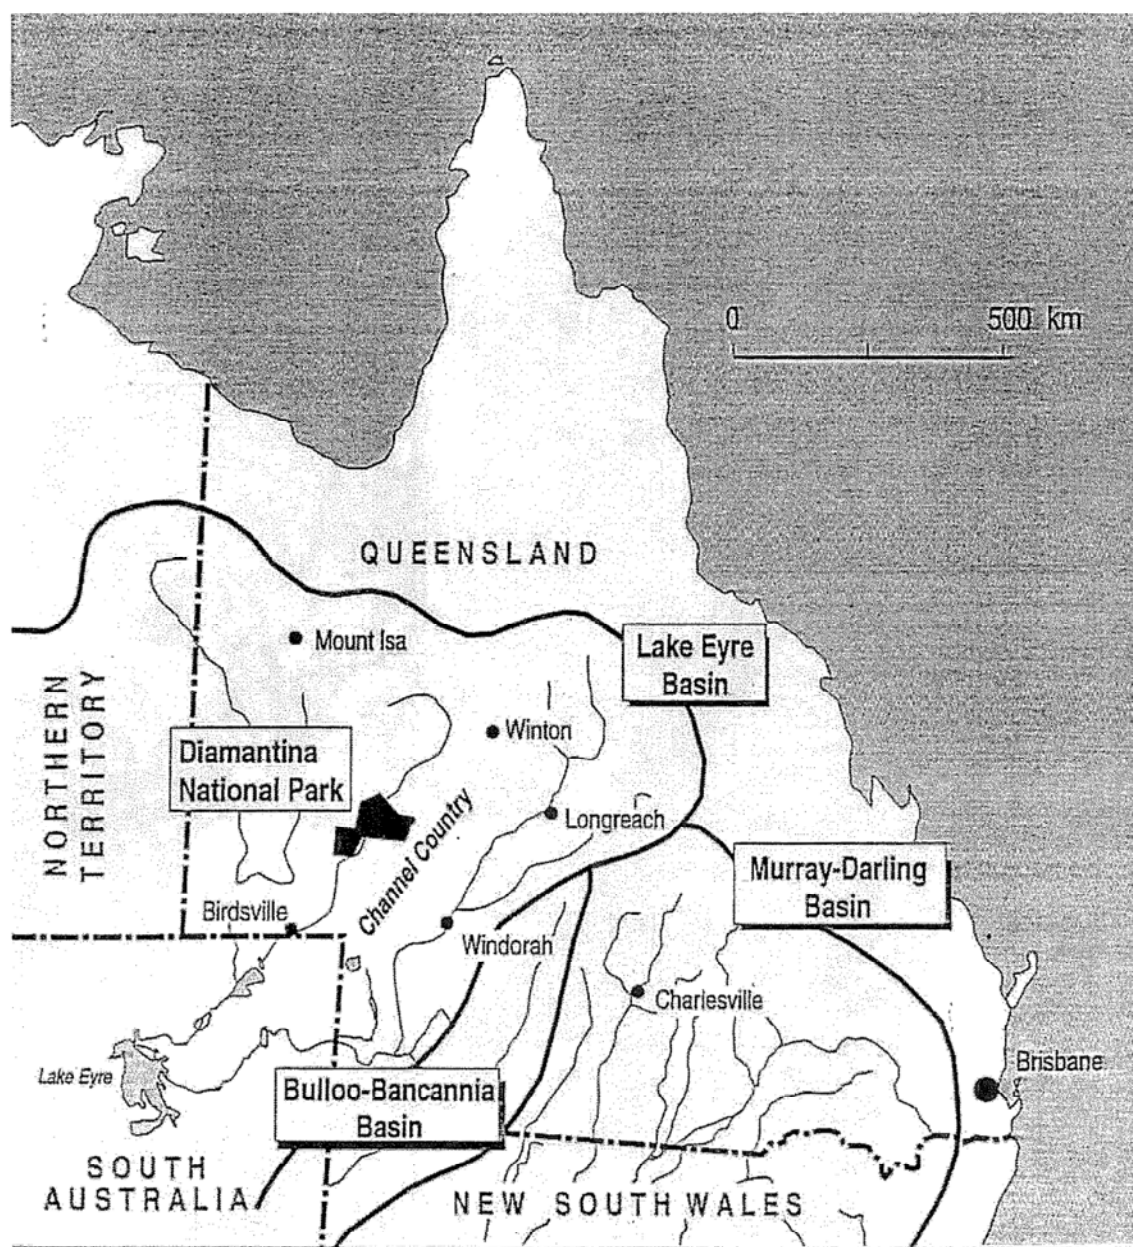 0 500 km
QUEENSLAND
Mount Isa
Lake Eyre
Basin
NORTHERN
TERRITORY
Winton
Diamantina
National Park
Channel Country
Longreach
Murray-Darling
Basin
Birdsville
Windorah
Charlesville
Lake Eyre
Brisbane
Bulloo-Bancannia
Basin
SOUTH
AUSTRALIA
NEW SOUTH WALES